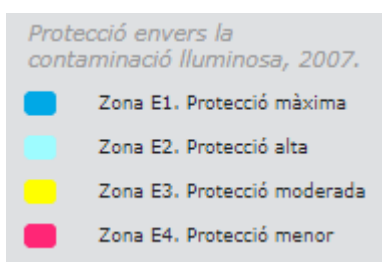 Protecció envers la
contaminació lluminosa, 2007.
Zona E1. Protecció màxima
Zona E2. Protecció alta
Zona E3. Protecció moderada
Zona E4. Protecció menor